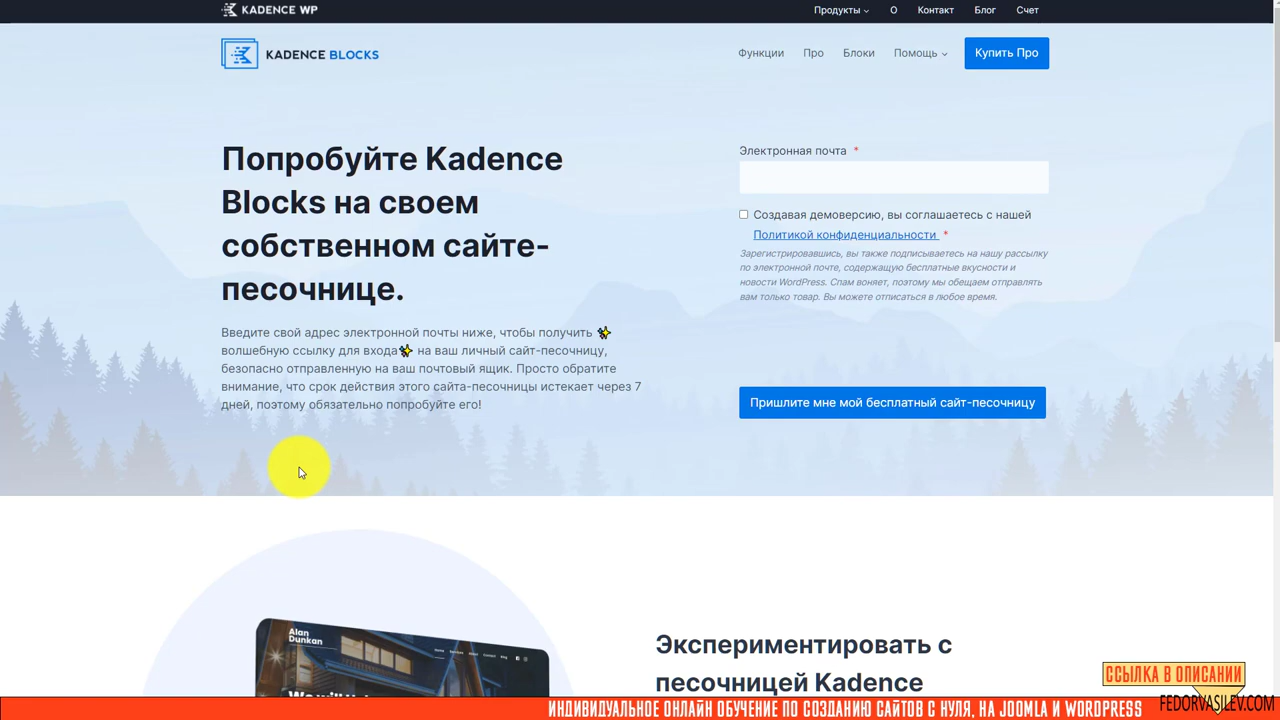 KADENCE WP
Продукты
О
Контакт
Блог
Счет
KADENCE BLOCKS
Функции
Про
Блоки
Помощь
Купить Про
Попробуйте Kadence
Blocks на своем
собственном сайте-
песочнице.
Введите свой адрес электронной почты ниже, чтобы получить ✨
волшебную ссылку для входа✨ на ваш личный сайт-песочницу,
безопасно отправленную на ваш почтовый ящик. Просто обратите
внимание, что срок действия этого сайта-песочницы истекает через 7
дней, поэтому обязательно попробуйте его!
Электронная почта *
Создавая демоверсию, вы соглашаетесь с нашей
Политикой конфиденциальности *
Зарегистрировавшись, вы также подписываетесь на нашу рассылку
по электронной почте, содержащую бесплатные вкусности и
новости WordPress. Спам воняет, поэтому мы обещаем отправлять
вам только товар. Вы можете отписаться в любое время.
Пришлите мне мой бесплатный сайт-песочницу
Alan
Dunkan
Home
Services
About
Contact
Blog
Экспериментировать с
песочницей Kadence
ССЫЛКА В ОПИСАНИИ
ИНДИВИДУАЛЬНОЕ ОНЛАЙН ОБУЧЕНИЕ ПО СОЗДАНИЮ САЙТОВ С НУЛЯ, НА JOOMLA И WORDPRESS
FEDORVASILEV.COM